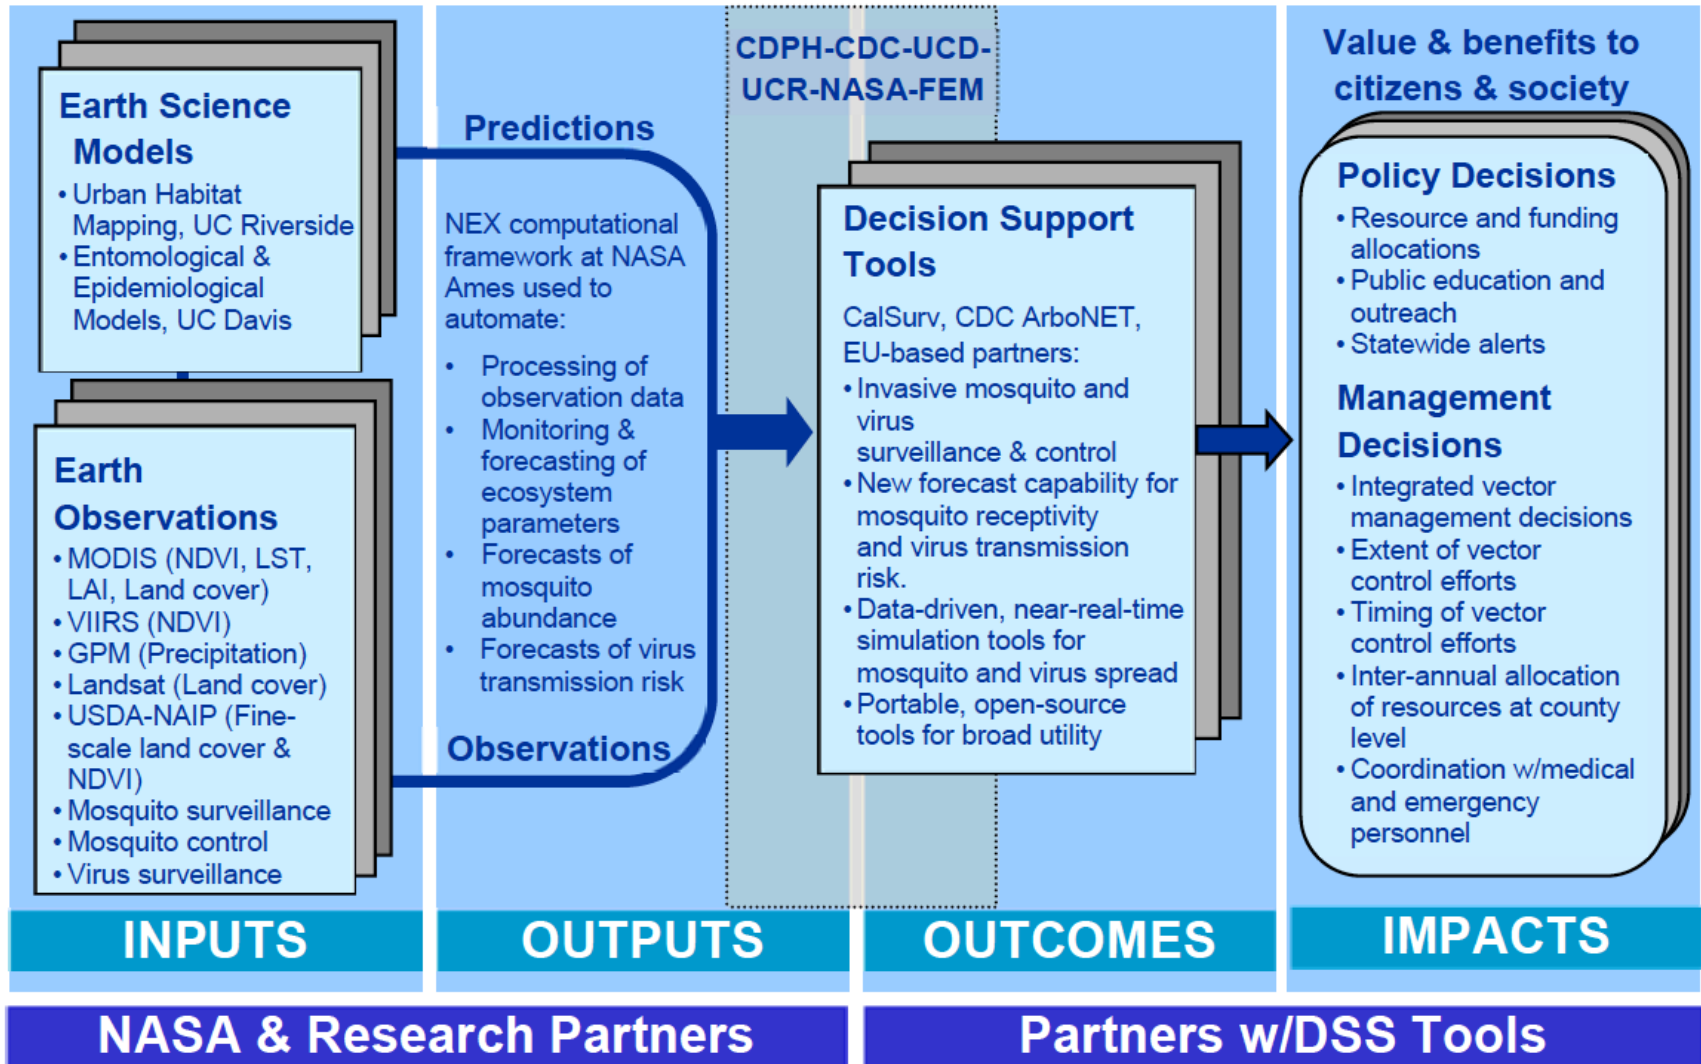 Earth Science
Models
• Urban Habitat
Mapping, UC Riverside
• Entomological &
Epidemiological
Models, UC Davis
Earth
Observations
• MODIS (NDVI, LST,
LAI, Land cover)
• VIIRS (NDVI)
• GPM (Precipitation)
• Landsat (Land cover)
• USDA-NAIP (Fine-
scale land cover &
NDVI)
• Mosquito surveillance
• Mosquito control
• Virus surveillance
INPUTS
Predictions
NEX computational
framework at NASA
Ames used to
automate:
• Processing of
observation data
• Monitoring &
forecasting of
ecosystem
parameters
• Forecasts of
mosquito
abundance
• Forecasts of virus
transmission risk
Observations
OUTPUTS
CDPH-CDC-UCD-
UCR-NASA-FEM
Decision Support
Tools
CalSurv, CDC ArboNET,
EU-based partners:
• Invasive mosquito and
virus
surveillance & control
• New forecast capability for
mosquito receptivity
and virus transmission
risk.
• Data-driven, near-real-time
simulation tools for
mosquito and virus spread
• Portable, open-source
tools for broad utility
OUTCOMES
Value & benefits to
citizens & society
Policy Decisions
• Resource and funding
allocations
• Public education and
outreach
• Statewide alerts
Management
Decisions
• Integrated vector
management decisions
• Extent of vector
control efforts
• Timing of vector
control efforts
• Inter-annual allocation
of resources at county
level
• Coordination w/medical
and emergency
personnel
IMPACTS
NASA & Research Partners
Partners w/DSS Tools